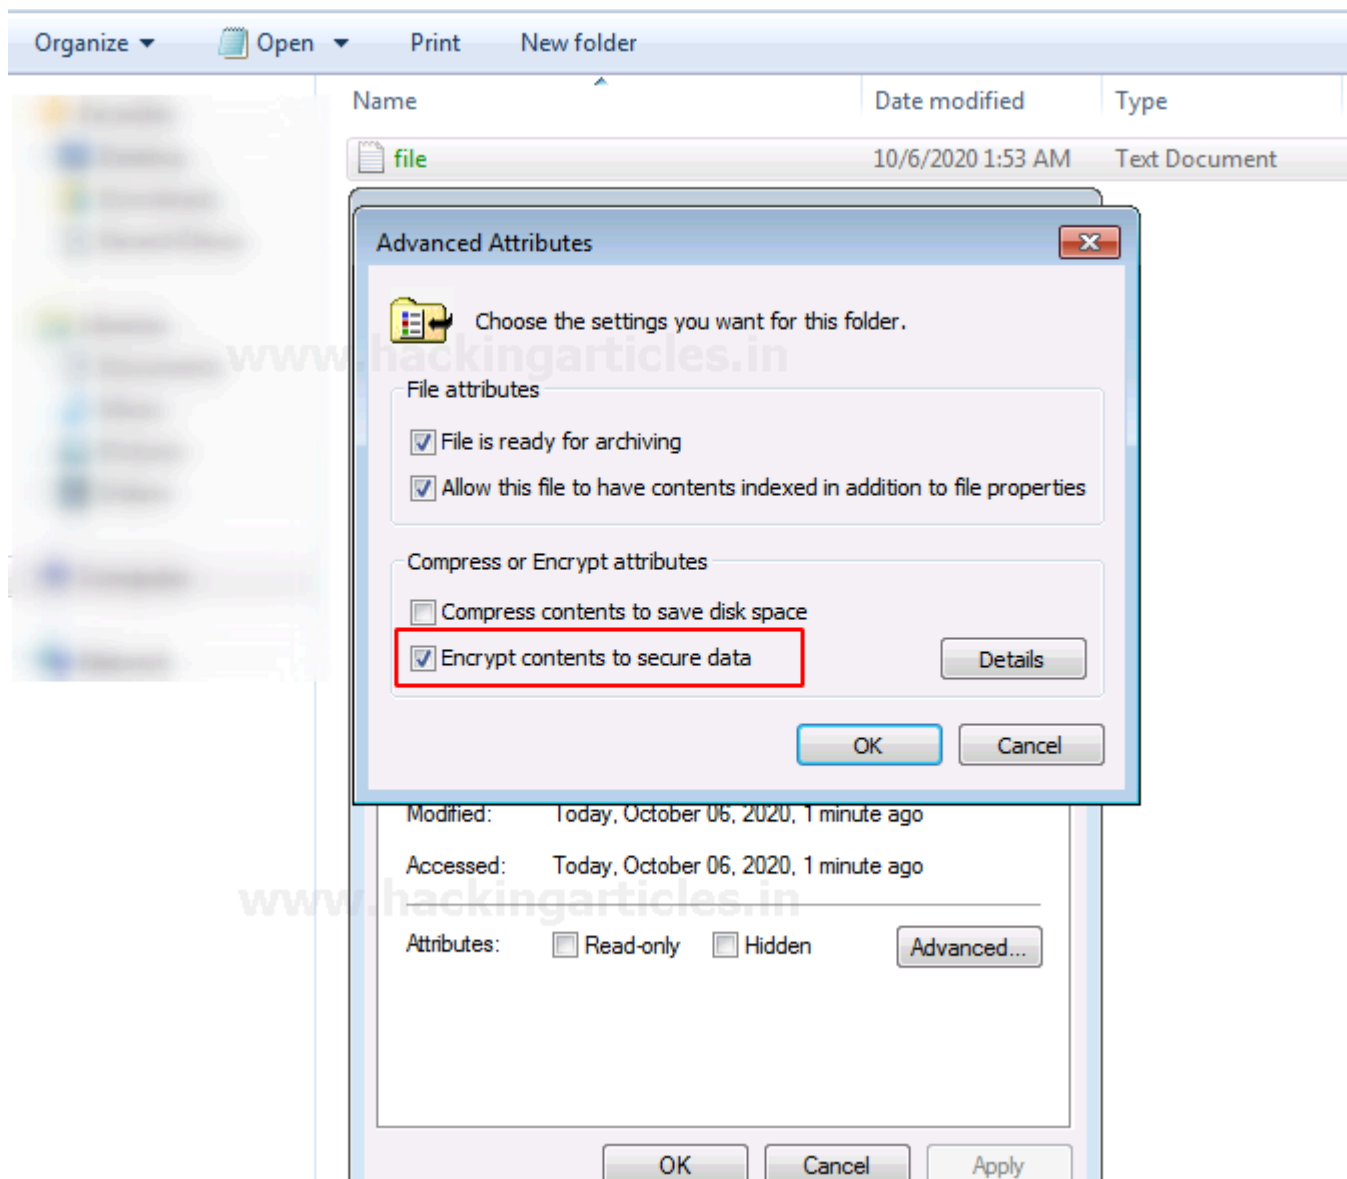 Organize Open Print New folder
Name Date modified Type
file 10/6/2020 1:53 AM Text Document
Advanced Attributes
Choose the settings you want for this folder.
www.hackingarticles.in
File attributes
File is ready for archiving
Allow this file to have contents indexed in addition to file properties
Compress or Encrypt attributes
Compress contents to save disk space
Encrypt contents to secure data Details
OK Cancel
Modified: Today, October 06, 2020, 1 minute ago
Accessed: Today, October 06, 2020, 1 minute ago
www.hackingarticles.in
Attributes: Read-only Hidden Advanced...
OK Cancel Apply